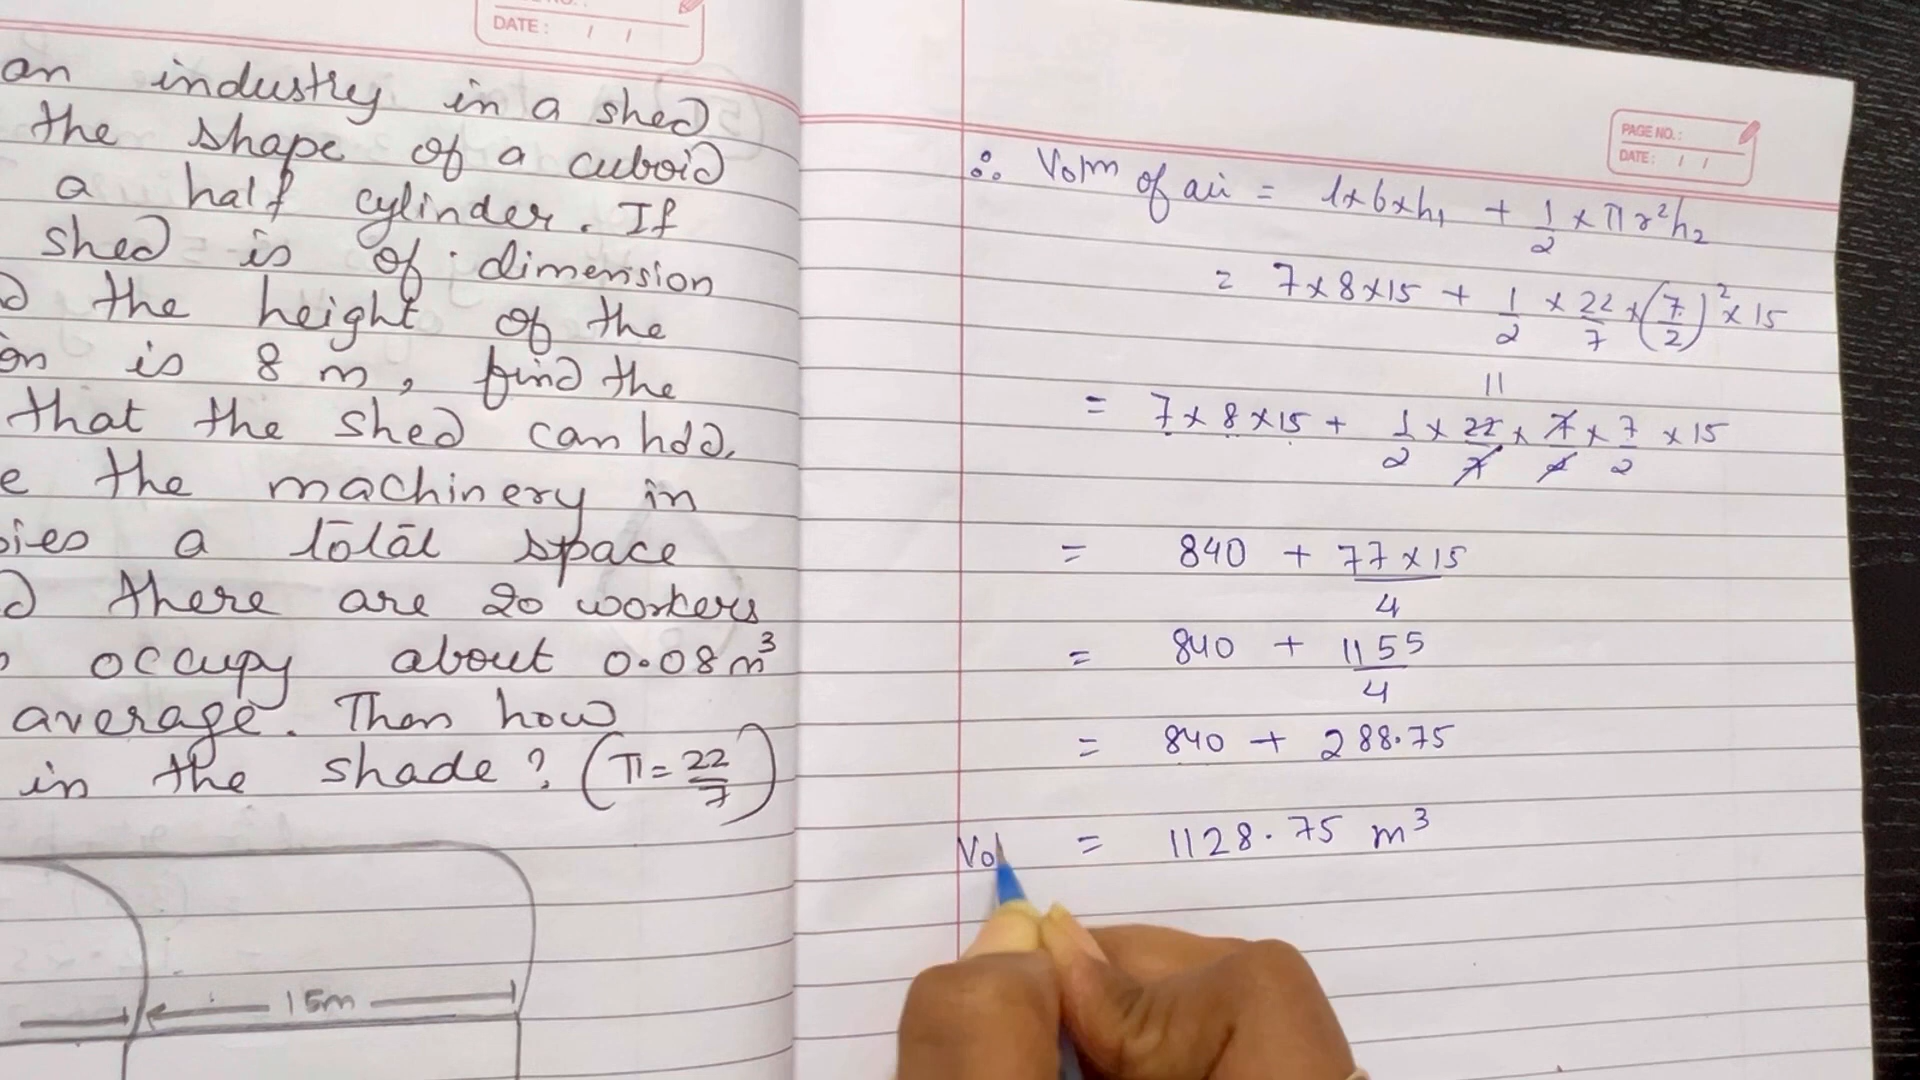 DATE: / /
an industry in a shed
the shape of a cuboid
a half cylinder. If
shed is of dimension
the height of the
is 8 m, find the
that the shed can hold.
the machinery in
a total space
there are 20 workers
occupy about 0.08 m³
average. Then how
in the shade? (π = 22/7)
15m
PAGE NO.:
DATE: / /
∴ Volm of air = l×b×h₁ + 1/2 × πr²h₂
= 7×8×15 + 1/2 × 22/7 × (7/2)² × 15
11
= 7×8×15 + 1/2 × 22/7 × 7/2 × 7/2 × 15
= 840 + 77×15/4
= 840 + 1155/4
= 840 + 288.75
Vol = 1128.75 m³